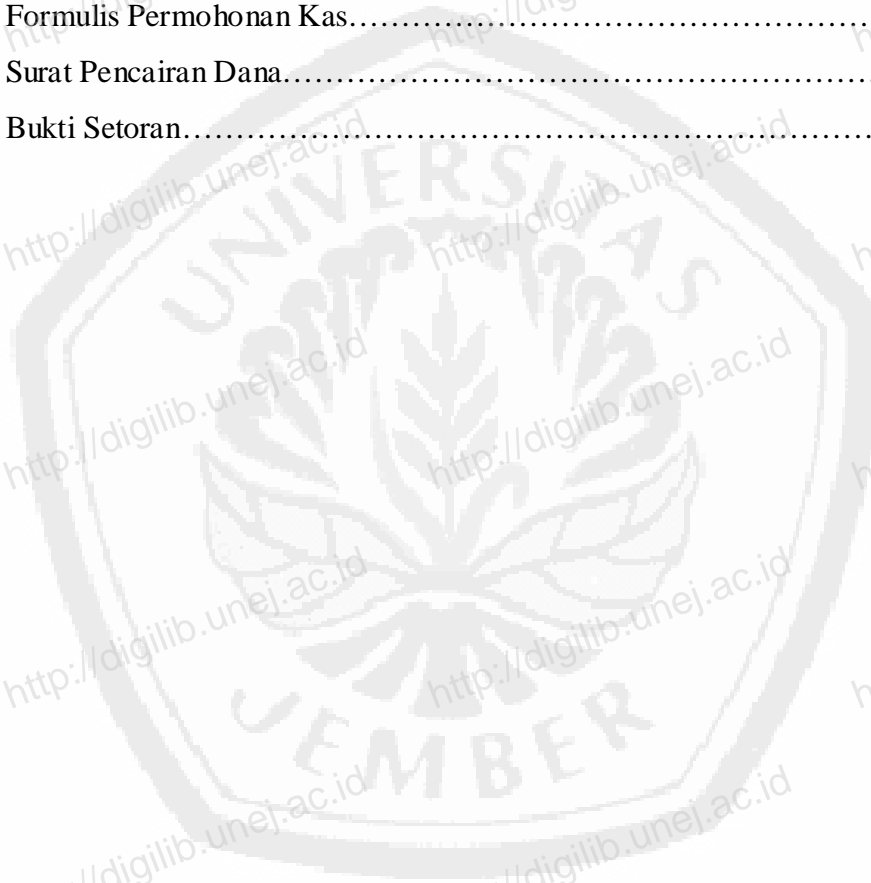 Formulis Permohonan Kas……………………………………………………
Surat Pencairan Dana……………………………………………………………
Bukti Setoran…………………………………………………………………
http://digilib.unej.ac.id http://digilib.unej.ac.id
UNIVERSITAS
http://digilib.unej.ac.id http://digilib.unej.ac.id
http://digilib.unej.ac.id http://digilib.unej.ac.id
JEMBER
//digilib.unej.ac.id //digilib.unej.ac.id